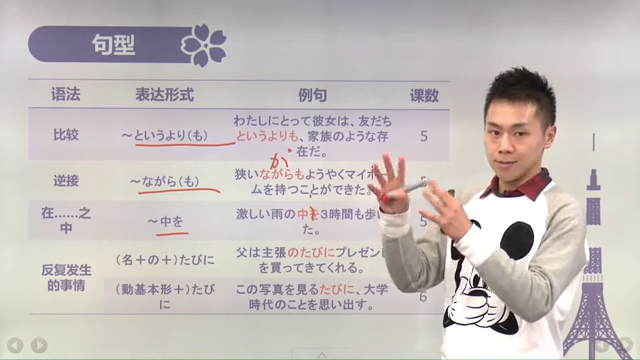 句型
语法 表达形式 例句 课数
比较 ～というより(も) わたしにとって彼女は、友だち
というよりも、家族のような存
在だ。 5
か
逆接 ～ながら(も) 狭いながらもようやくマイホー
ムを持つことができた。 5
在……之
中 ～中を 激しい雨の中を3時間も歩い
た。 5
反复发生
的事情 (名＋の＋)たびに 父は主張のたびにプレゼント
を買ってきてくれる。
(動基本形＋)たび
に この写真を見るたびに、大学
時代のことを思い出す。 6